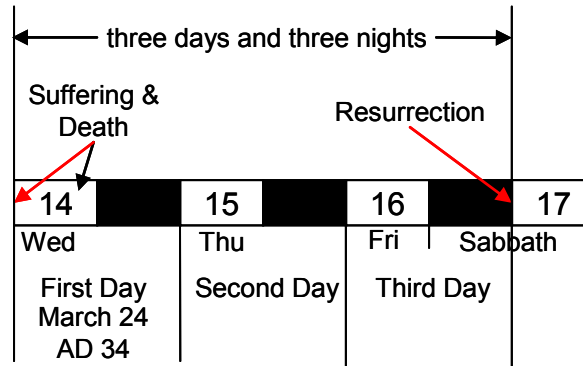 three days and three nights
Suffering &
Death
Resurrection
14 15 16 17
Wed Thu Fri Sabbath
First Day Second Day Third Day
March 24
AD 34